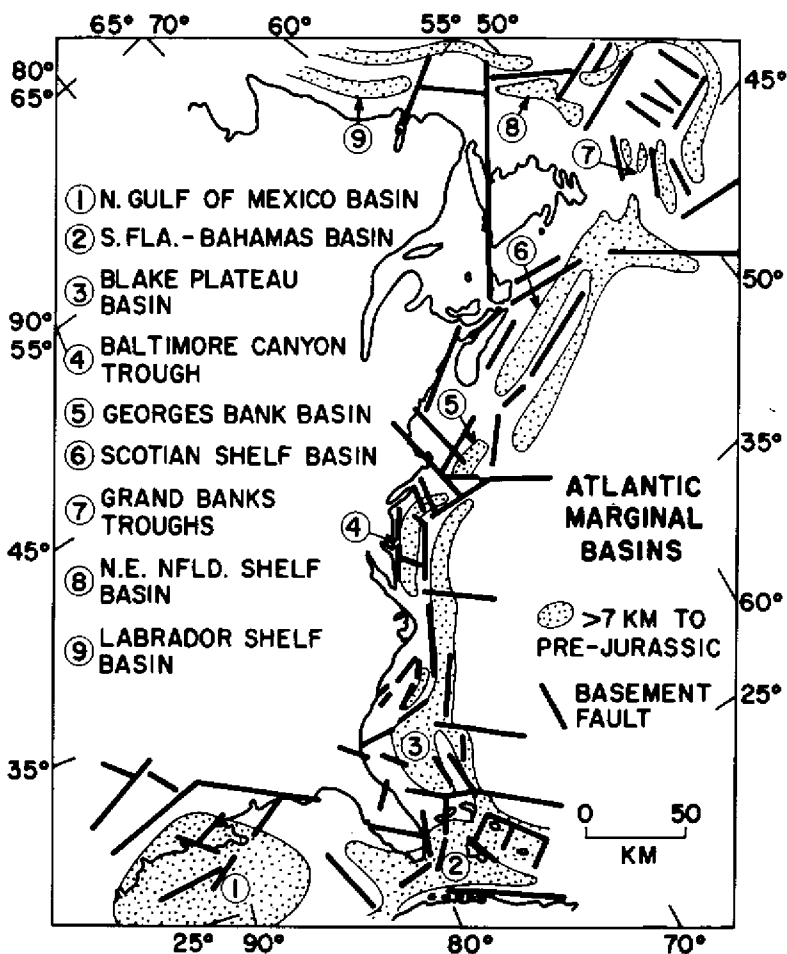 65° 70° 60° 55° 50°
80°
65°
45°
9
8
7
1 N. GULF OF MEXICO BASIN
2 S. FLA. - BAHAMAS BASIN
3 BLAKE PLATEAU
BASIN
6
50°
90°
55°
4 BALTIMORE CANYON
TROUGH
5 GEORGES BANK BASIN
5
6 SCOTIAN SHELF BASIN
35°
7 GRAND BANKS
TROUGHS
ATLANTIC
MARGINAL
BASINS
4
45°
8 N.E. NFLD. SHELF
BASIN
60°
>7 KM TO
PRE-JURASSIC
9 LABRADOR SHELF
BASIN
25°
BASEMENT
FAULT
3
35°
0 50
KM
2
1
25° 90° 80° 70°